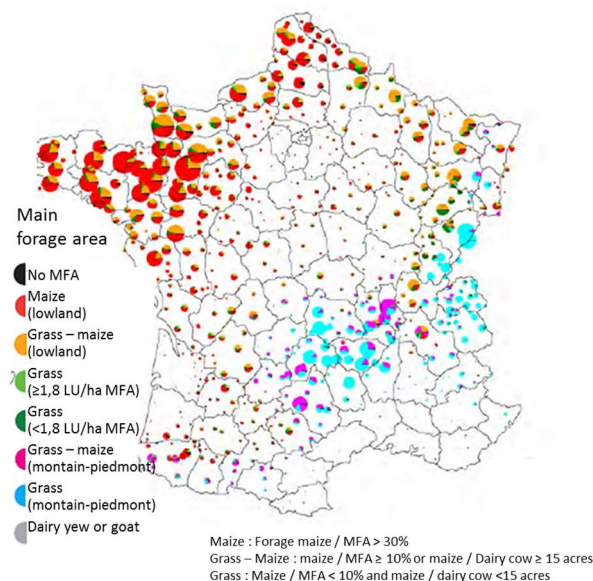 Main
forage area
No MFA
Maize
(lowland)
Grass – maize
(lowland)
Grass
(≥1,8 LU/ha MFA)
Grass
(<1,8 LU/ha MFA)
Grass – maize
(montain-piedmont)
Grass
(montain-piedmont)
Dairy yew or goat
Maize : Forage maize / MFA > 30%
Grass – Maize : maize / MFA ≥ 10% or maize / Dairy cow ≥ 15 acres
Grass : Maize / MFA < 10% and maize / dairy cow <15 acres